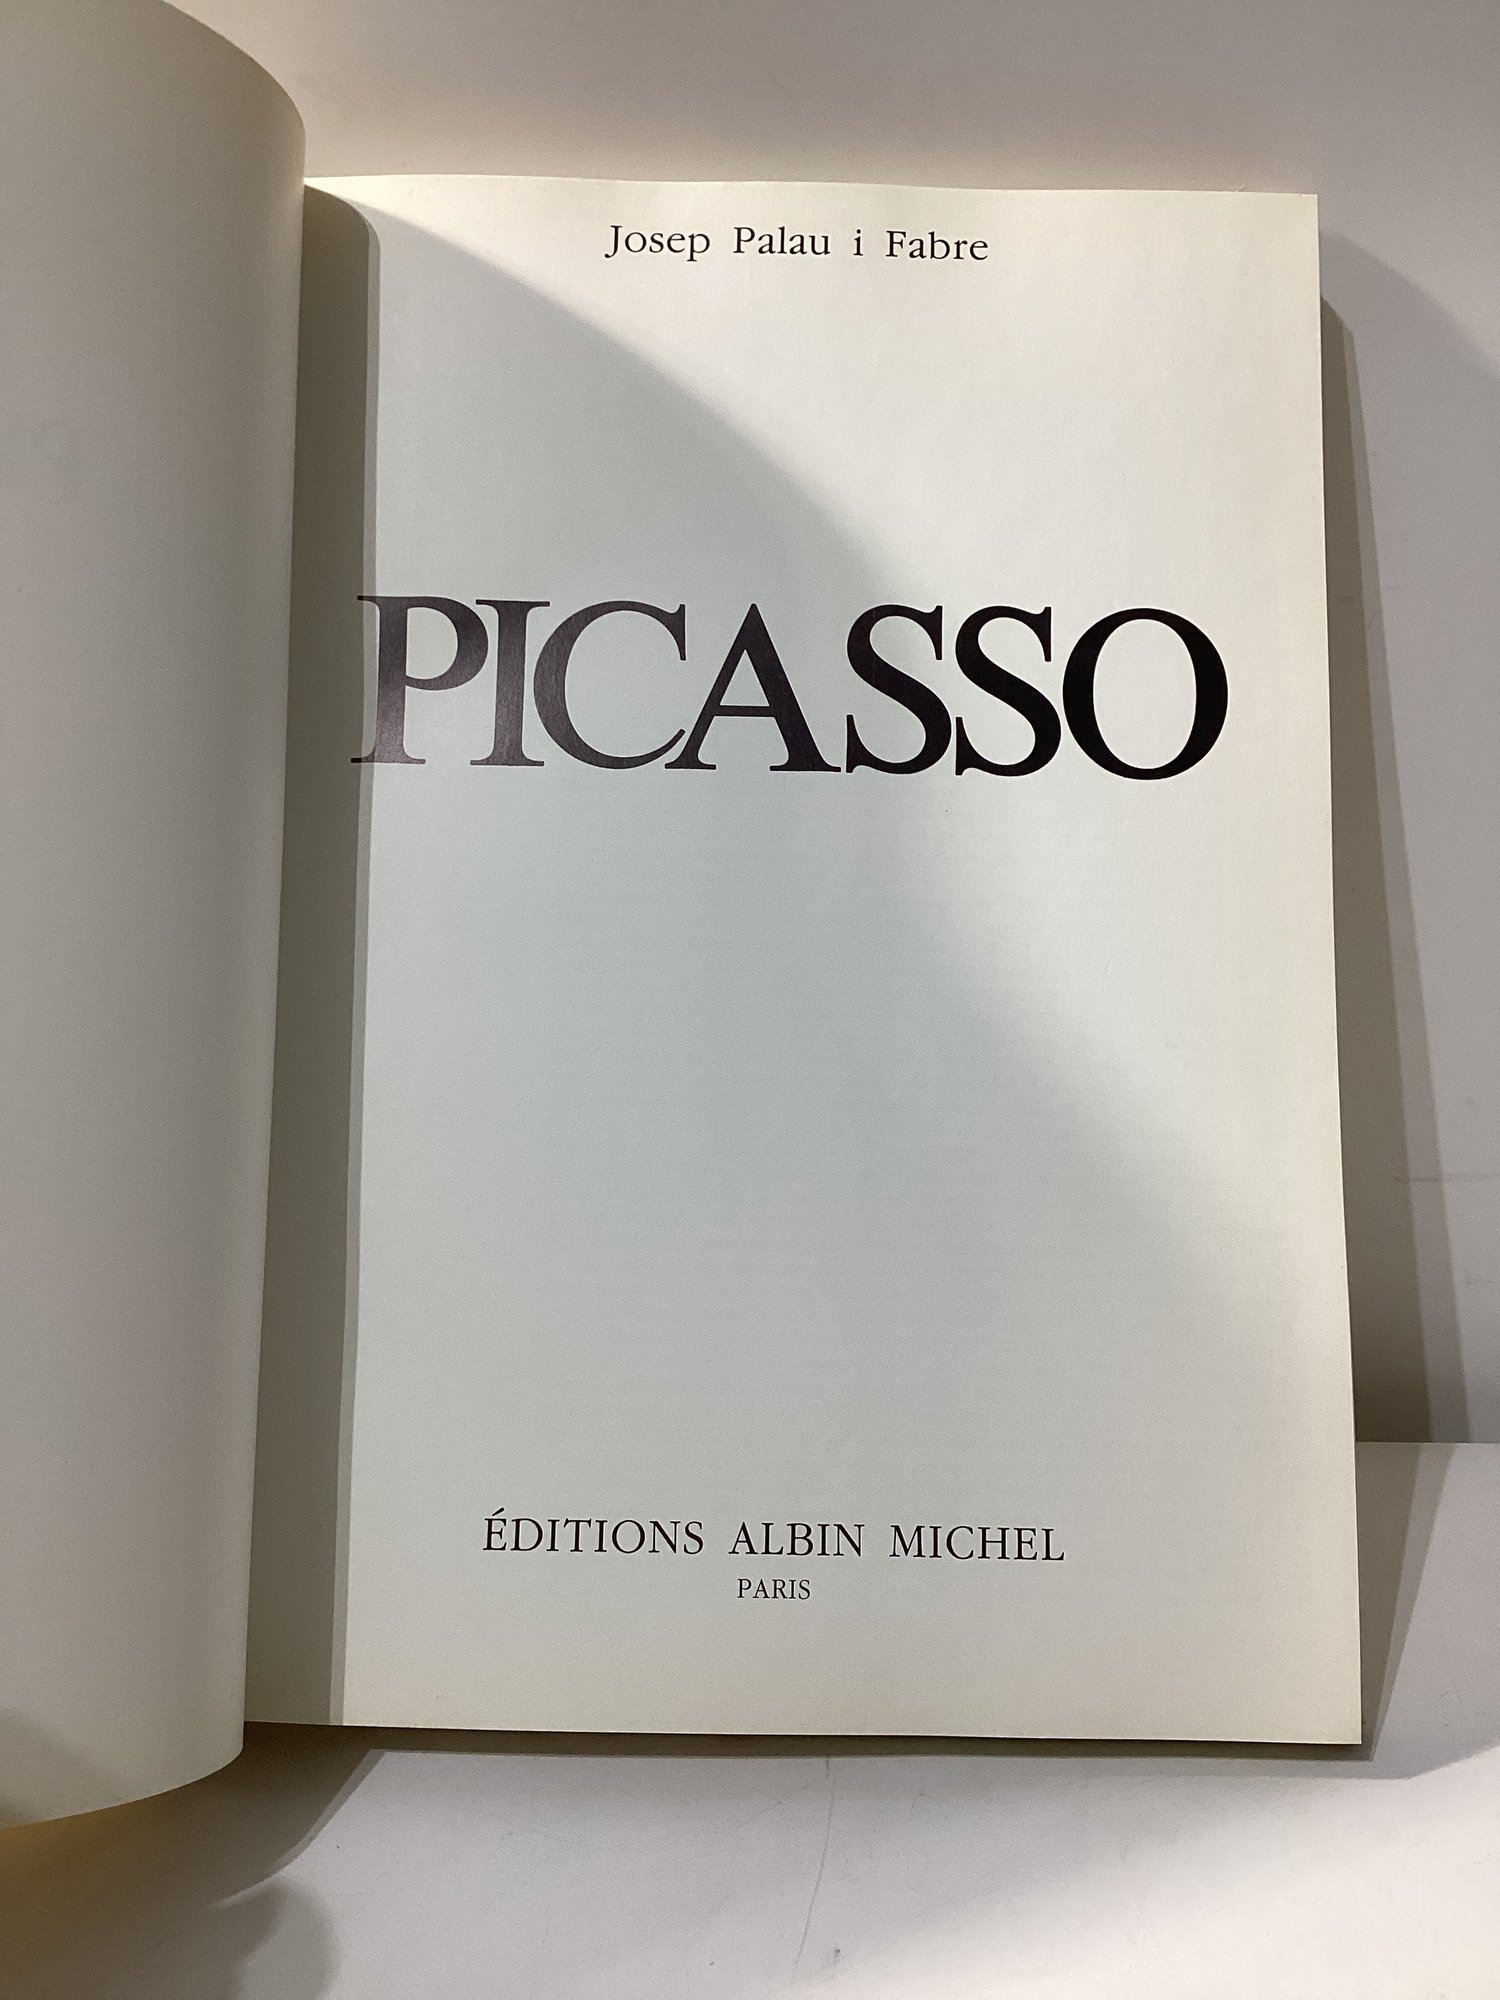 Josep Palau i Fabre
PICASSO
ÉDITIONS ALBIN MICHEL
PARIS